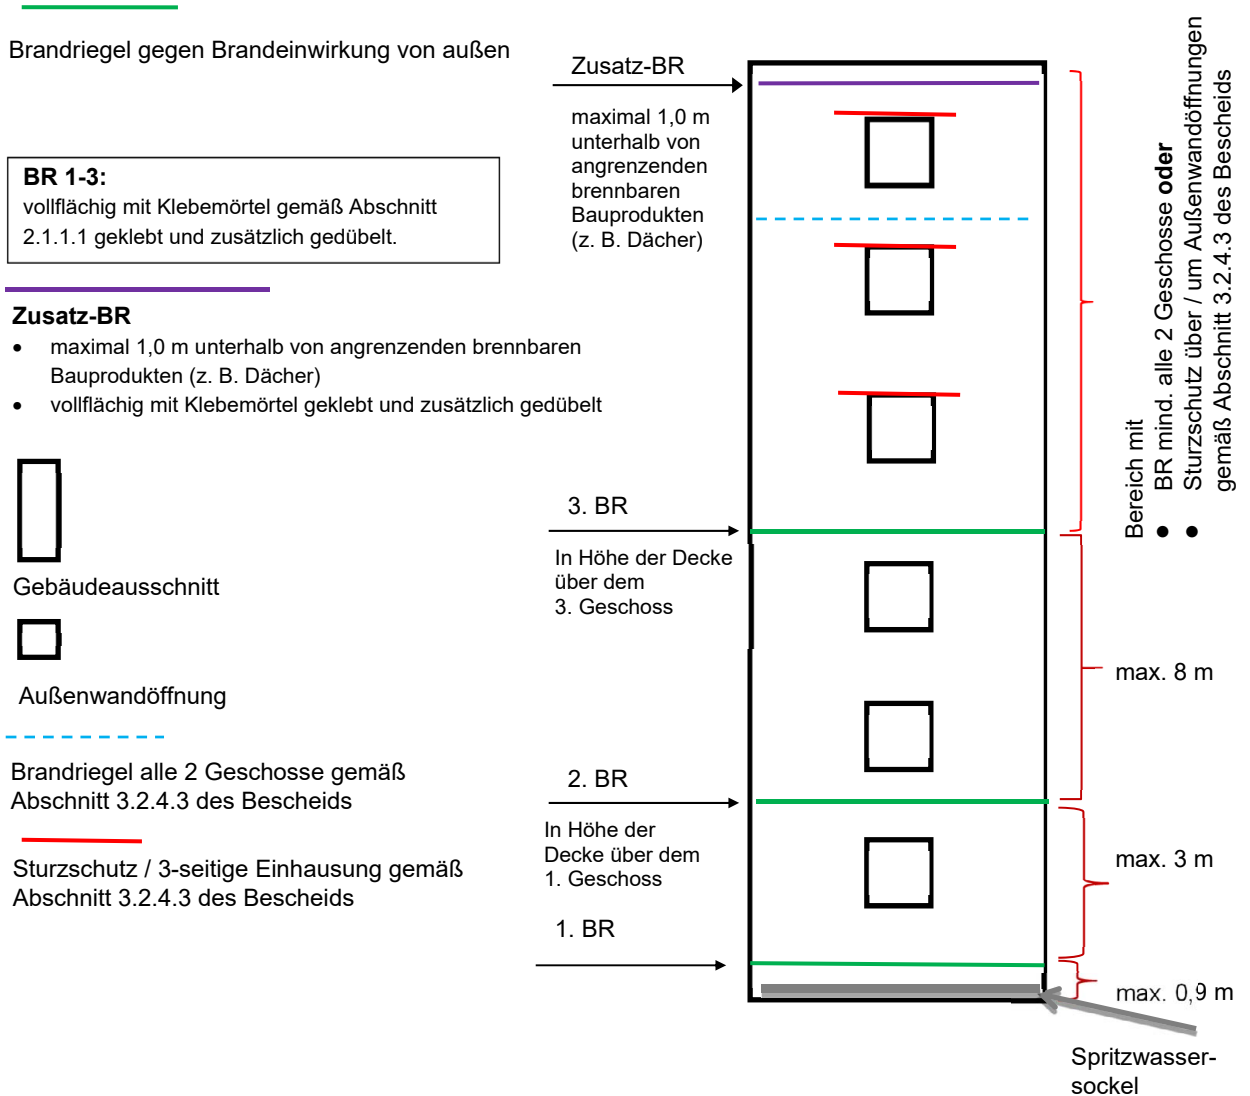 Brandriegel gegen Brandeinwirkung von außen
BR 1-3:
vollflächig mit Klebemörtel gemäß Abschnitt
2.1.1.1 geklebt und zusätzlich gedübelt.
Zusatz-BR
• maximal 1,0 m unterhalb von angrenzenden brennbaren
Bauprodukten (z. B. Dächer)
• vollflächig mit Klebemörtel geklebt und zusätzlich gedübelt
Gebäudeausschnitt
Außenwandöffnung
Brandriegel alle 2 Geschosse gemäß
Abschnitt 3.2.4.3 des Bescheids
Sturzschutz / 3-seitige Einhausung gemäß
Abschnitt 3.2.4.3 des Bescheids
Zusatz-BR
maximal 1,0 m
unterhalb von
angrenzenden
brennbaren
Bauprodukten
(z. B. Dächer)
3. BR
In Höhe der Decke
über dem
3. Geschoss
2. BR
In Höhe der
Decke über dem
1. Geschoss
1. BR
Bereich mit
• BR mind. alle 2 Geschosse oder
• Sturzschutz über / um Außenwandöffnungen
gemäß Abschnitt 3.2.4.3 des Bescheids
max. 8 m
max. 3 m
max. 0,9 m
Spritzwasser-
sockel